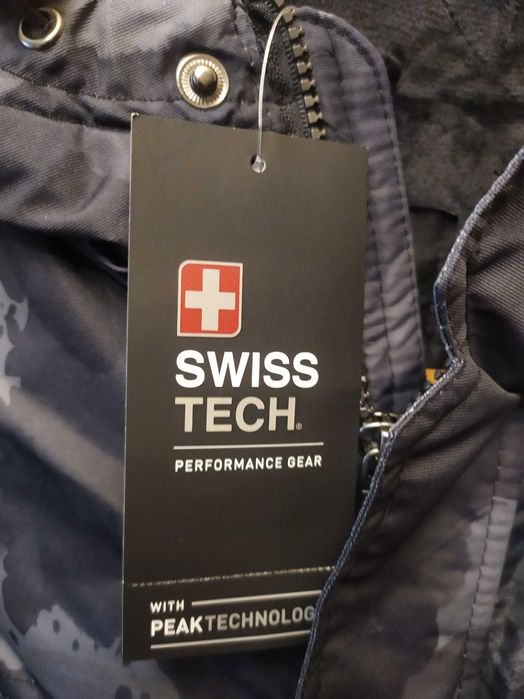 SWISS
TECH®
PERFORMANCE GEAR
WITH
PEAKTECHNOLOG